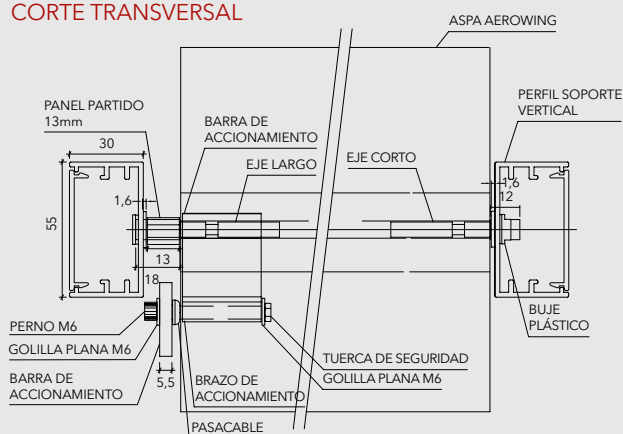 CORTE TRANSVERSAL
ASPA AEROWING
PANEL PARTIDO
13mm
30
BARRA DE
ACCIONAMIENTO
EJE LARGO
EJE CORTO
PERFIL SOPORTE
VERTICAL
1,6
1,6
12
55
13
18
PERNO M6
GOLILLA PLANA M6
BARRA DE
ACCIONAMIENTO
5,5
BRAZO DE
ACCIONAMIENTO
PASACABLE
TUERCA DE SEGURIDAD
GOLILLA PLANA M6
BUJE
PLÁSTICO